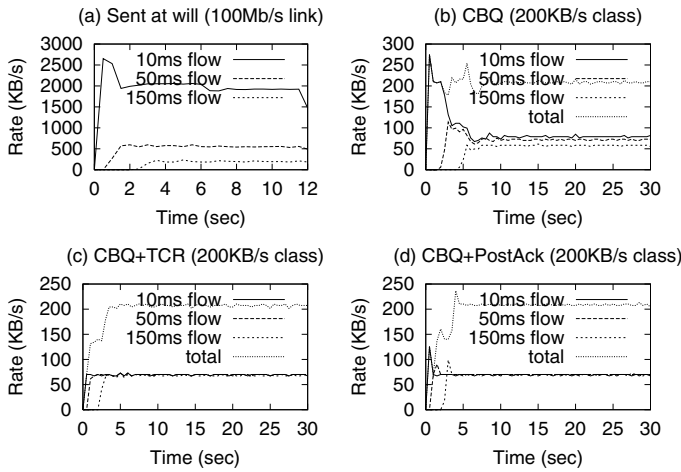 (a) Sent at will (100Mb/s link)
Rate (KB/s)
3000
2500
2000
1500
1000
500
0
10ms flow
50ms flow
150ms flow
0 2 4 6 8 10 12
Time (sec)
(b) CBQ (200KB/s class)
Rate (KB/s)
300
250
200
150
100
50
0
10ms flow
50ms flow
150ms flow
total
0 5 10 15 20 25 30
Time (sec)
(c) CBQ+TCR (200KB/s class)
Rate (KB/s)
250
200
150
100
50
0
10ms flow
50ms flow
150ms flow
total
0 5 10 15 20 25 30
Time (sec)
(d) CBQ+PostAck (200KB/s class)
Rate (KB/s)
250
200
150
100
50
0
10ms flow
50ms flow
150ms flow
total
0 5 10 15 20 25 30
Time (sec)